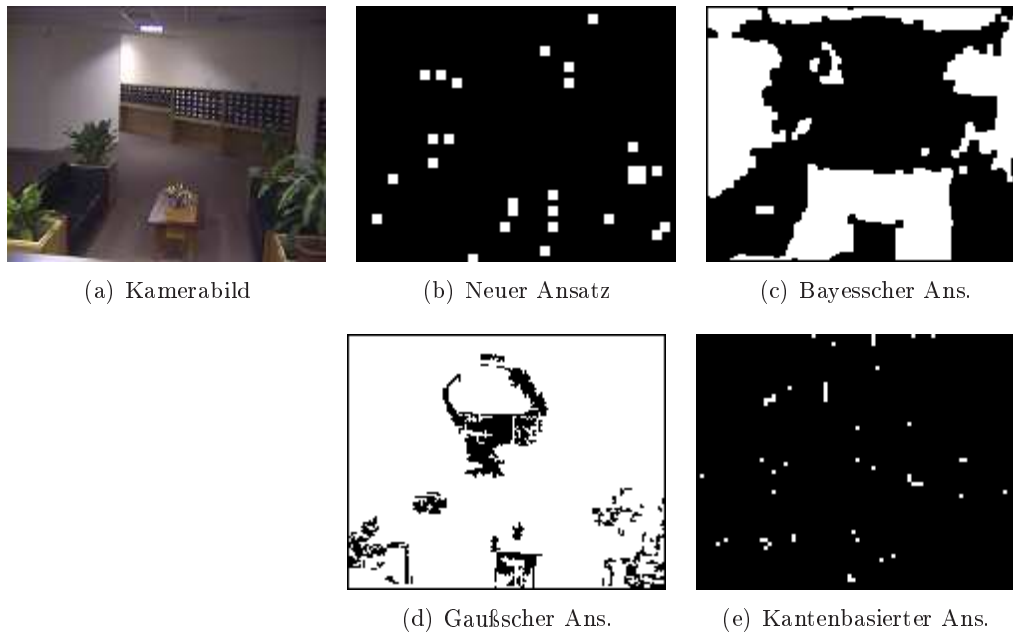 (a) Kamerabild
(b) Neuer Ansatz
(c) Bayesscher Ans.
(d) Gaußscher Ans.
(e) Kantenbasierter Ans.